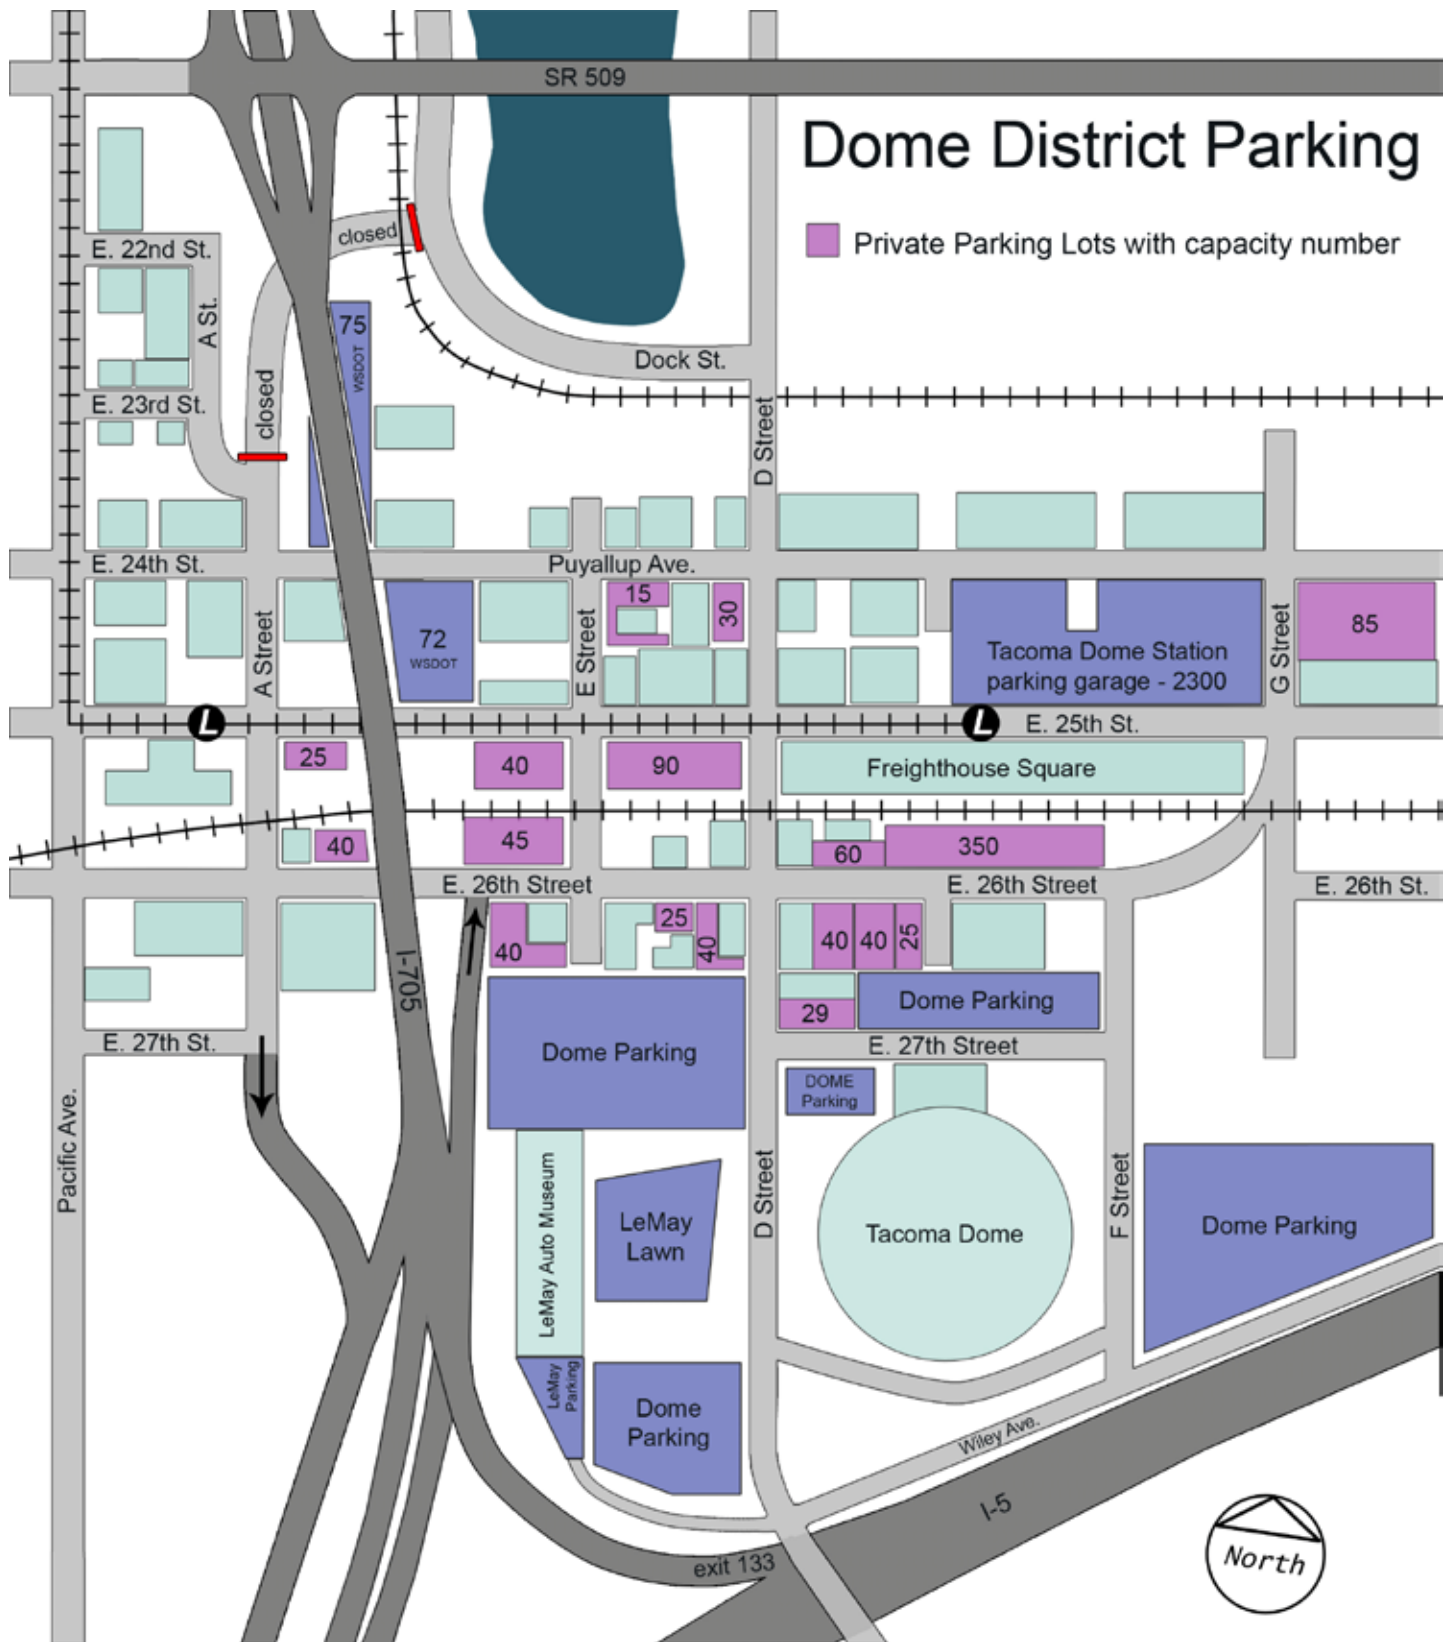 SR 509
Dome District Parking
Private Parking Lots with capacity number
closed
E. 22nd St.
A St.
75
WSDOT
Dock St.
closed
E. 23rd St.
D Street
E. 24th St.
Puyallup Ave.
15
30
A Street
72
WSDOT
E Street
Tacoma Dome Station
parking garage - 2300
G Street
85
L
L
E. 25th St.
25
40
90
Freighthouse Square
40
45
60
350
E. 26th Street
E. 26th Street
E. 26th St.
40
25
40
40
40
25
I-705
Dome Parking
29
E. 27th St.
Dome Parking
E. 27th Street
DOME
Parking
Pacific Ave.
LeMay Auto Museum
LeMay
Lawn
D Street
Tacoma Dome
F Street
Dome Parking
LeMay
Parking
Dome
Parking
Wiley Ave.
I-5
exit 133
North